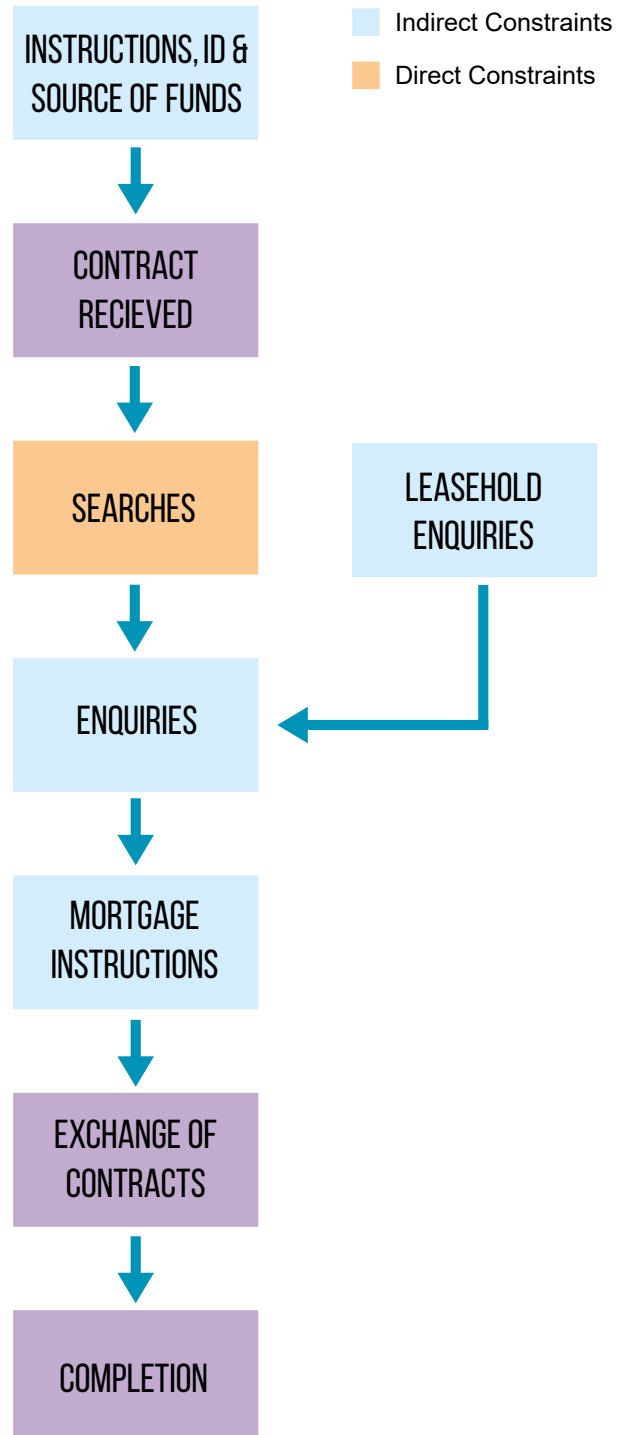 INSTRUCTIONS, ID &
SOURCE OF FUNDS
Indirect Constraints
Direct Constraints
CONTRACT
RECIEVED
SEARCHES
LEASEHOLD
ENQUIRIES
ENQUIRIES
MORTGAGE
INSTRUCTIONS
EXCHANGE OF
CONTRACTS
COMPLETION